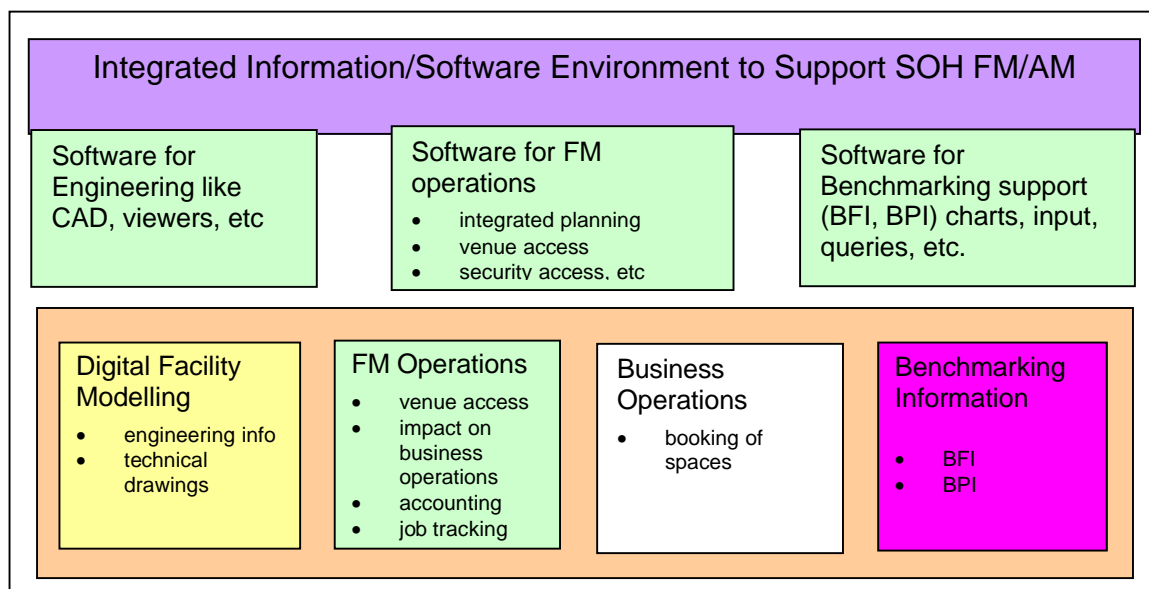 Integrated Information/Software Environment to Support SOH FM/AM
Software for
Engineering like
CAD, viewers, etc
Software for FM
operations
• integrated planning
• venue access
• security access, etc
Software for
Benchmarking support
(BFI, BPI) charts, input,
queries, etc.
Digital Facility
Modelling
• engineering info
• technical
drawings
FM Operations
• venue access
• impact on
business
operations
• accounting
• job tracking
Business
Operations
• booking of
spaces
Benchmarking
Information
• BFI
• BPI